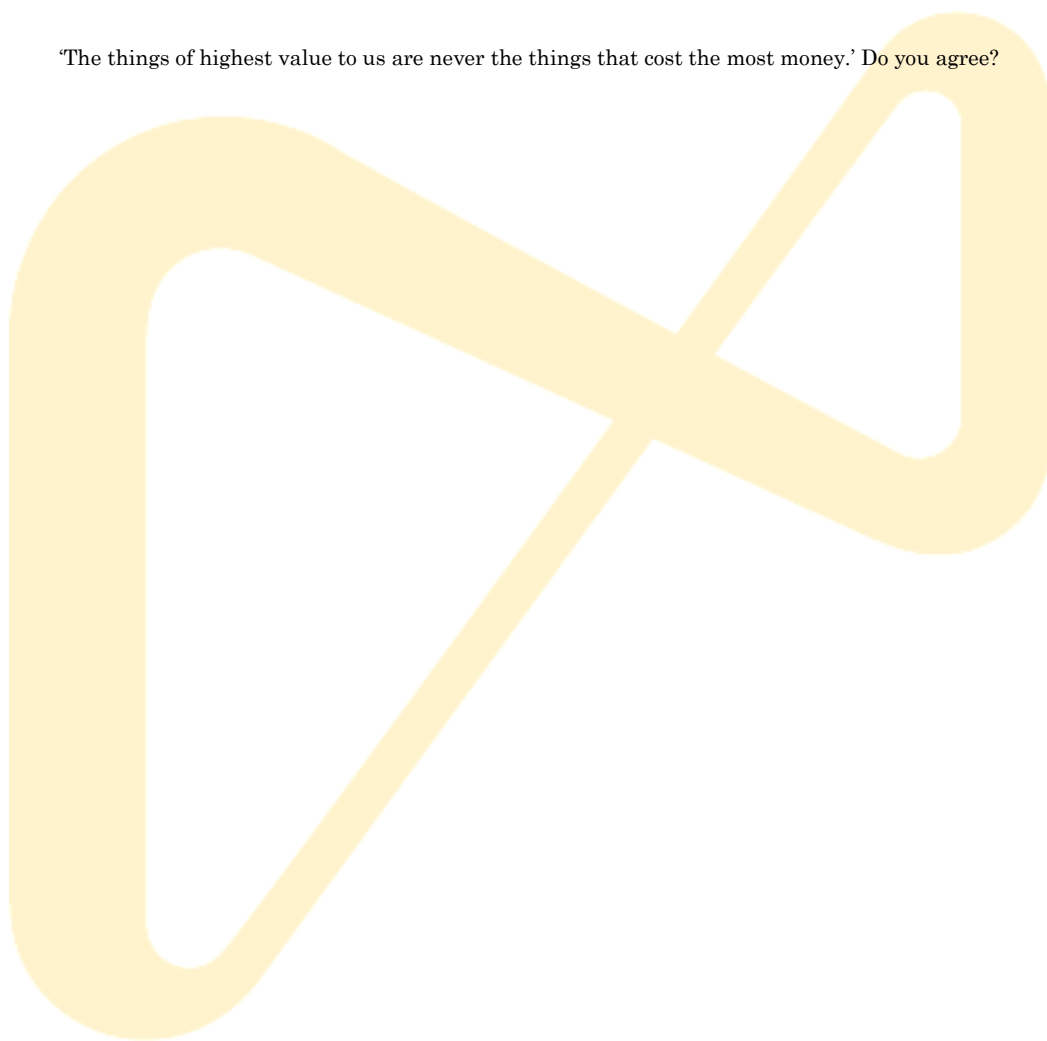 ‘The things of highest value to us are never the things that cost the most money.’ Do you agree?